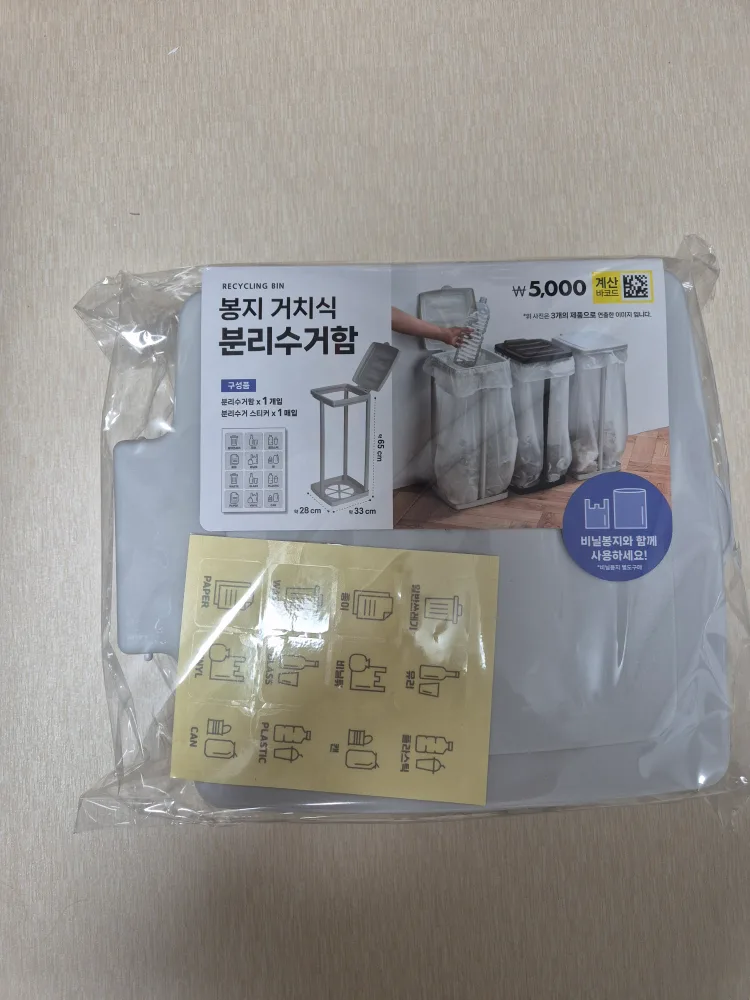 RECYCLING BIN
봉지 거치식
분리수거함
구성품
분리수거함 x 1 개입
분리수거 스티커 x 1 매입
약 65 cm
약 28 cm
약 33 cm
₩ 5,000
계산
바코드
*위 사진은 3개의 제품으로 연출한 이미지 입니다.
비닐봉지와 함께
사용하세요!
*비닐봉지 별도구매
PAPER
종이
일반쓰레기
비닐류
유리
CAN
PLASTIC
캔
플라스틱